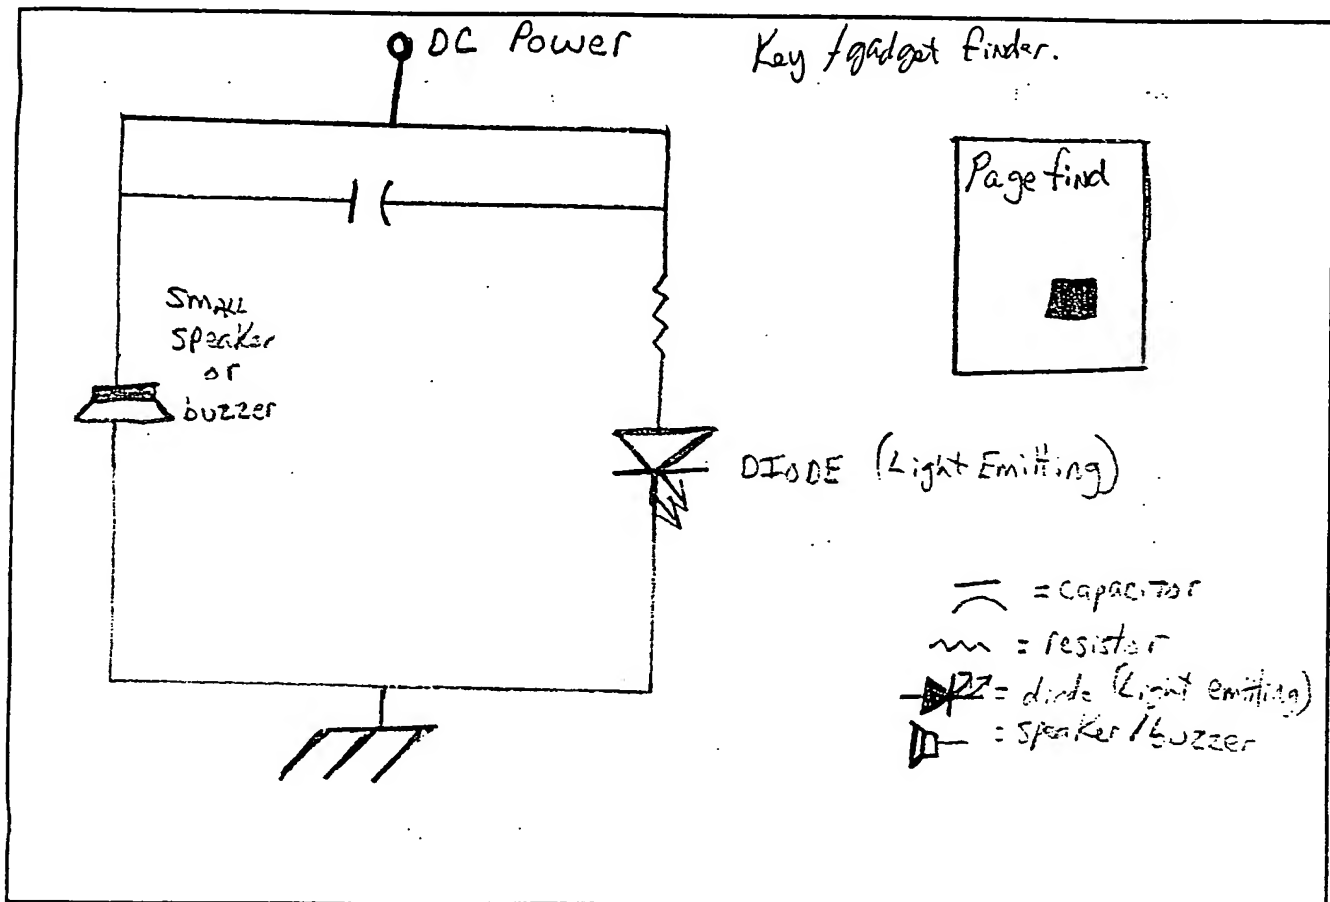 DC Power
Key / gadget finder.
Page find
Small
speaker
or
buzzer
DIODE (Light Emitting)
= capacitor
= resistor
= diode (Light emitting)
= speaker / buzzer